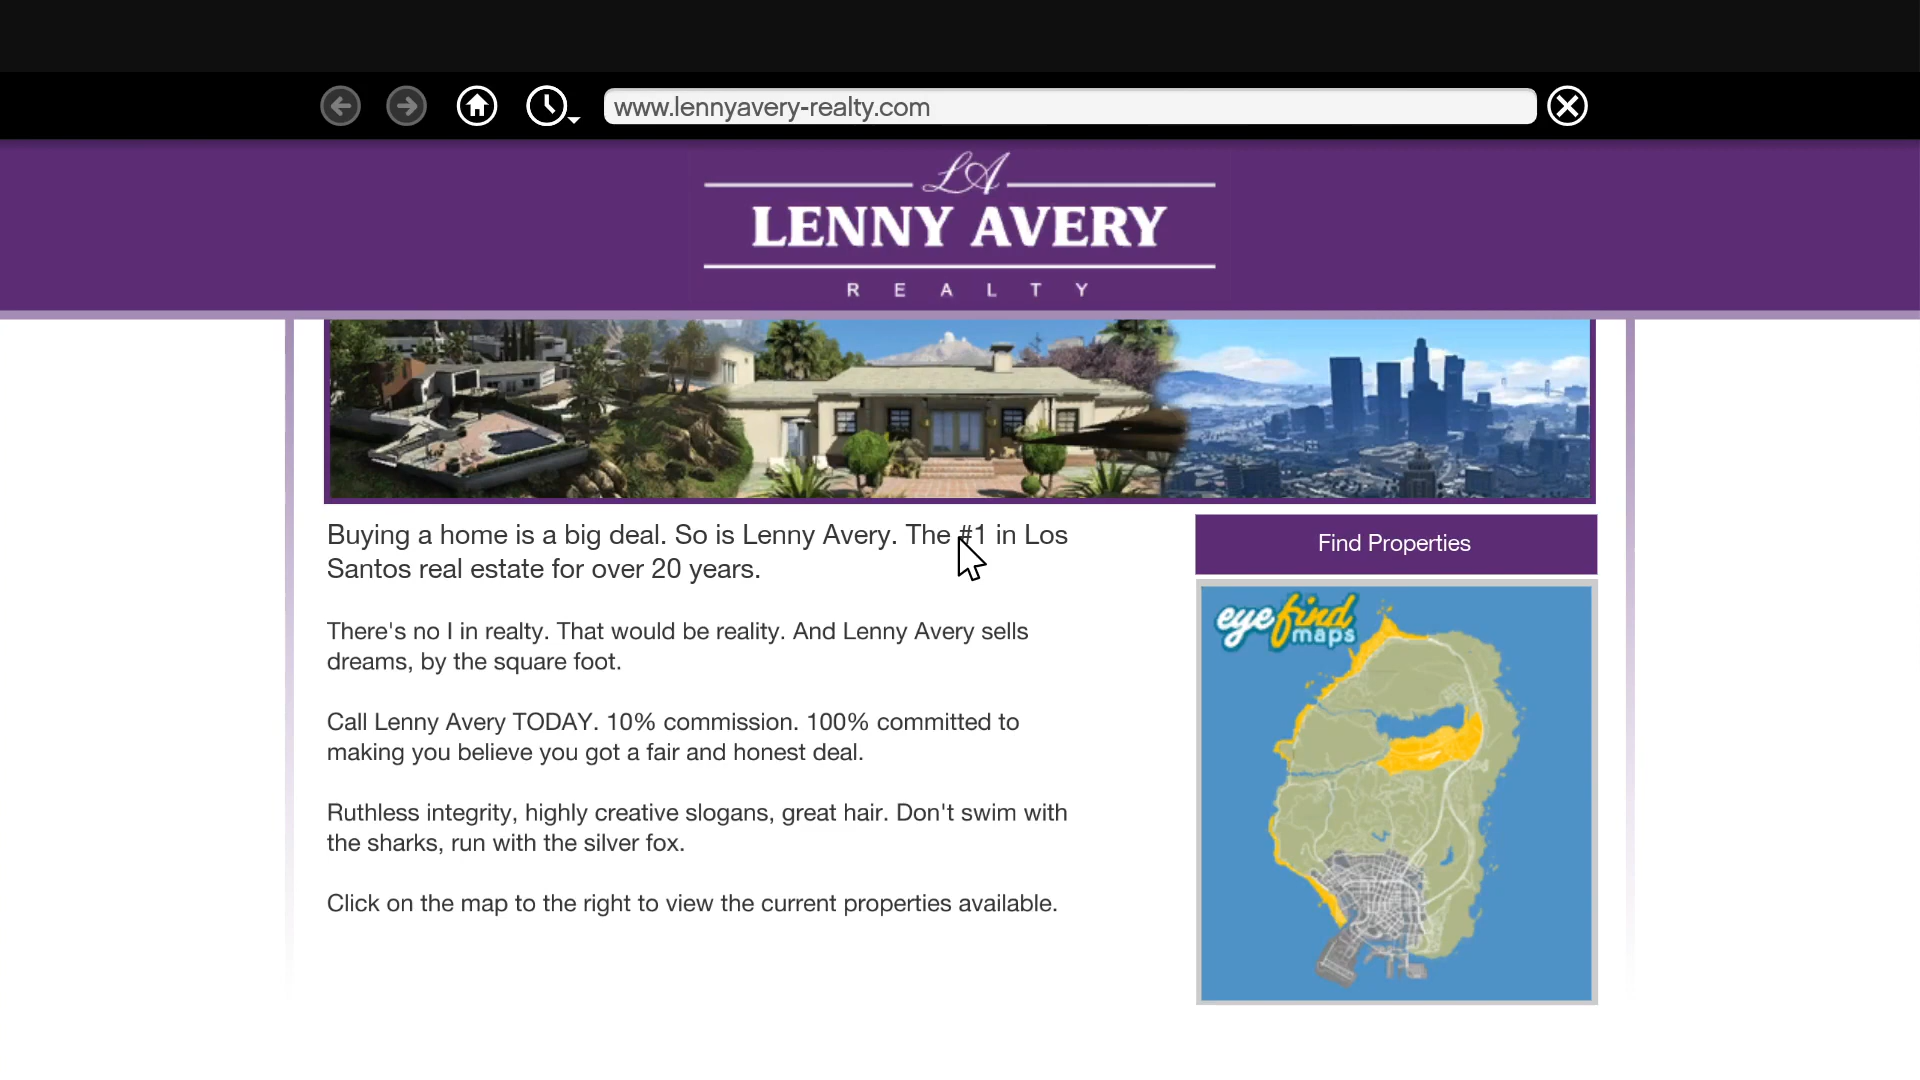 www.lennyavery-realty.com
LA
LENNY AVERY
REALTY
Buying a home is a big deal. So is Lenny Avery. The #1 in Los
Santos real estate for over 20 years.
There's no I in realty. That would be reality. And Lenny Avery sells
dreams, by the square foot.
Call Lenny Avery TODAY. 10% commission. 100% committed to
making you believe you got a fair and honest deal.
Ruthless integrity, highly creative slogans, great hair. Don't swim with
the sharks, run with the silver fox.
Click on the map to the right to view the current properties available.
Find Properties
eyefind
maps